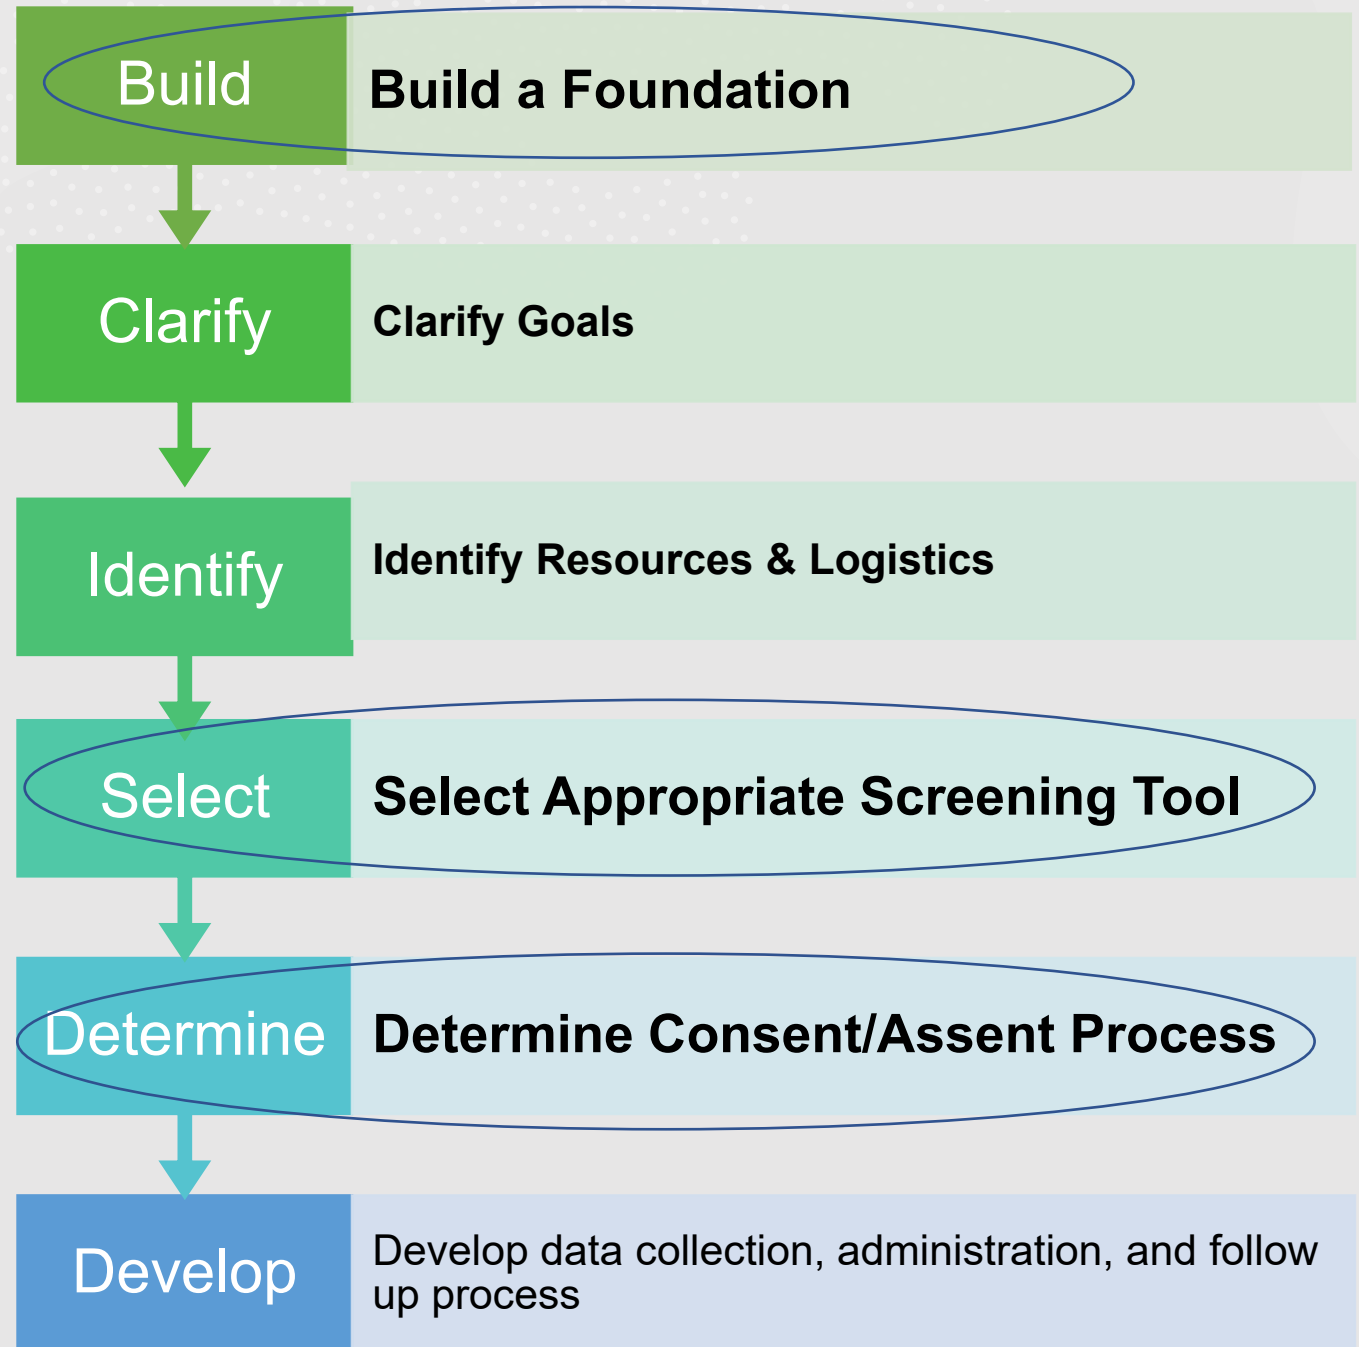 Build
Build a Foundation
Clarify
Clarify Goals
Identify
Identify Resources & Logistics
Select
Select Appropriate Screening Tool
Determine
Determine Consent/Assent Process
Develop
Develop data collection, administration, and follow
up process